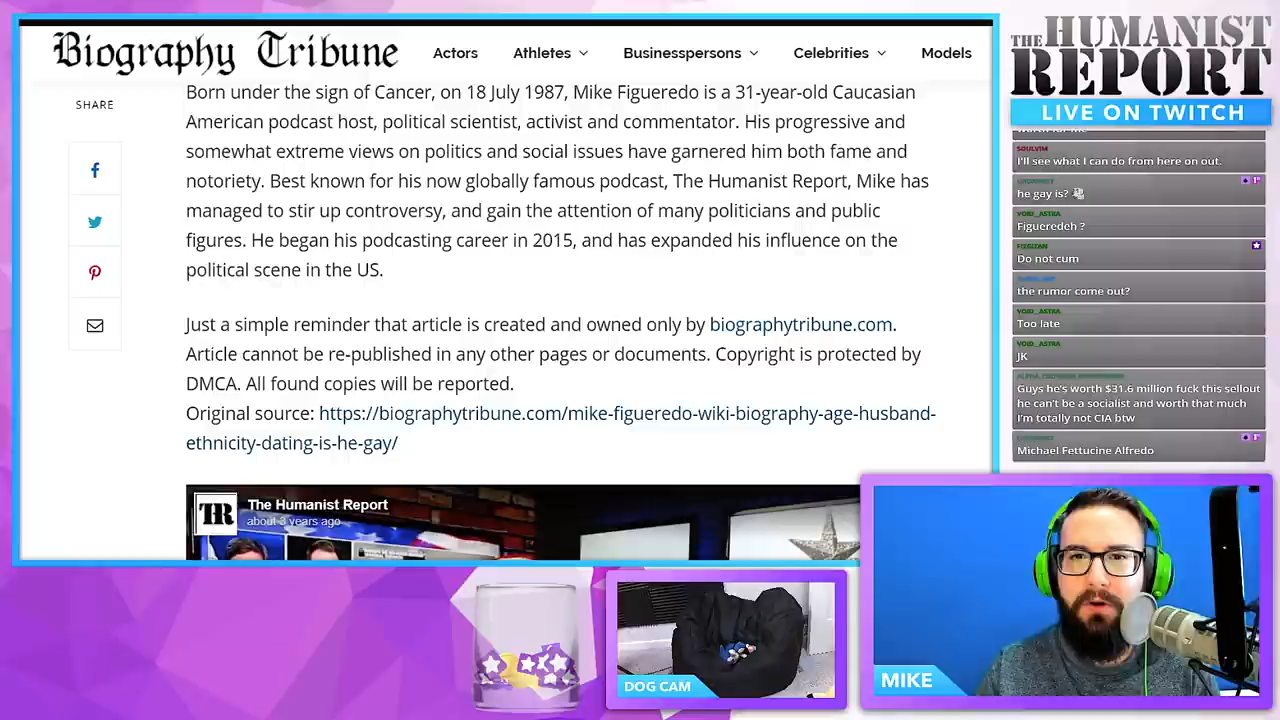 Biography Tribune
Actors
Athletes
Businesspersons
Celebrities
Models
SHARE
Born under the sign of Cancer, on 18 July 1987, Mike Figueredo is a 31-year-old Caucasian
American podcast host, political scientist, activist and commentator. His progressive and
somewhat extreme views on politics and social issues have garnered him both fame and
notoriety. Best known for his now globally famous podcast, The Humanist Report, Mike has
managed to stir up controversy, and gain the attention of many politicians and public
figures. He began his podcasting career in 2015, and has expanded his influence on the
political scene in the US.
Just a simple reminder that article is created and owned only by biographytribune.com.
Article cannot be re-published in any other pages or documents. Copyright is protected by
DMCA. All found copies will be reported.
Original source: https://biographytribune.com/mike-figueredo-wiki-biography-age-husband-
ethnicity-dating-is-he-gay/
TR
The Humanist Report
about 3 years ago
THE HUMANIST
REPORT
LIVE ON TWITCH
SOULVIM
I'll see what I can do from here on out.
he gay is?
VOID_ASTRA
Figueredeh ?
Do not cum
the rumor come out?
VOID_ASTRA
Too late
VOID_ASTRA
JK
Guys he's worth $31.6 million fuck this sellout
he can't be a socialist and worth that much
I'm totally not CIA btw
Michael Fettucine Alfredo
DOG CAM
MIKE